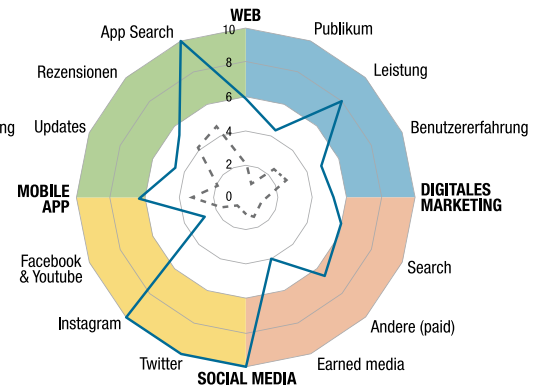 WEB
10
8
6
4
2
0
Publikum
Leistung
Benutzererfahrung
DIGITALES
MARKETING
Search
Andere (paid)
Earned media
SOCIAL MEDIA
Twitter
Instagram
Facebook
& Youtube
MOBILE
APP
Updates
Rezensionen
App Search
ng